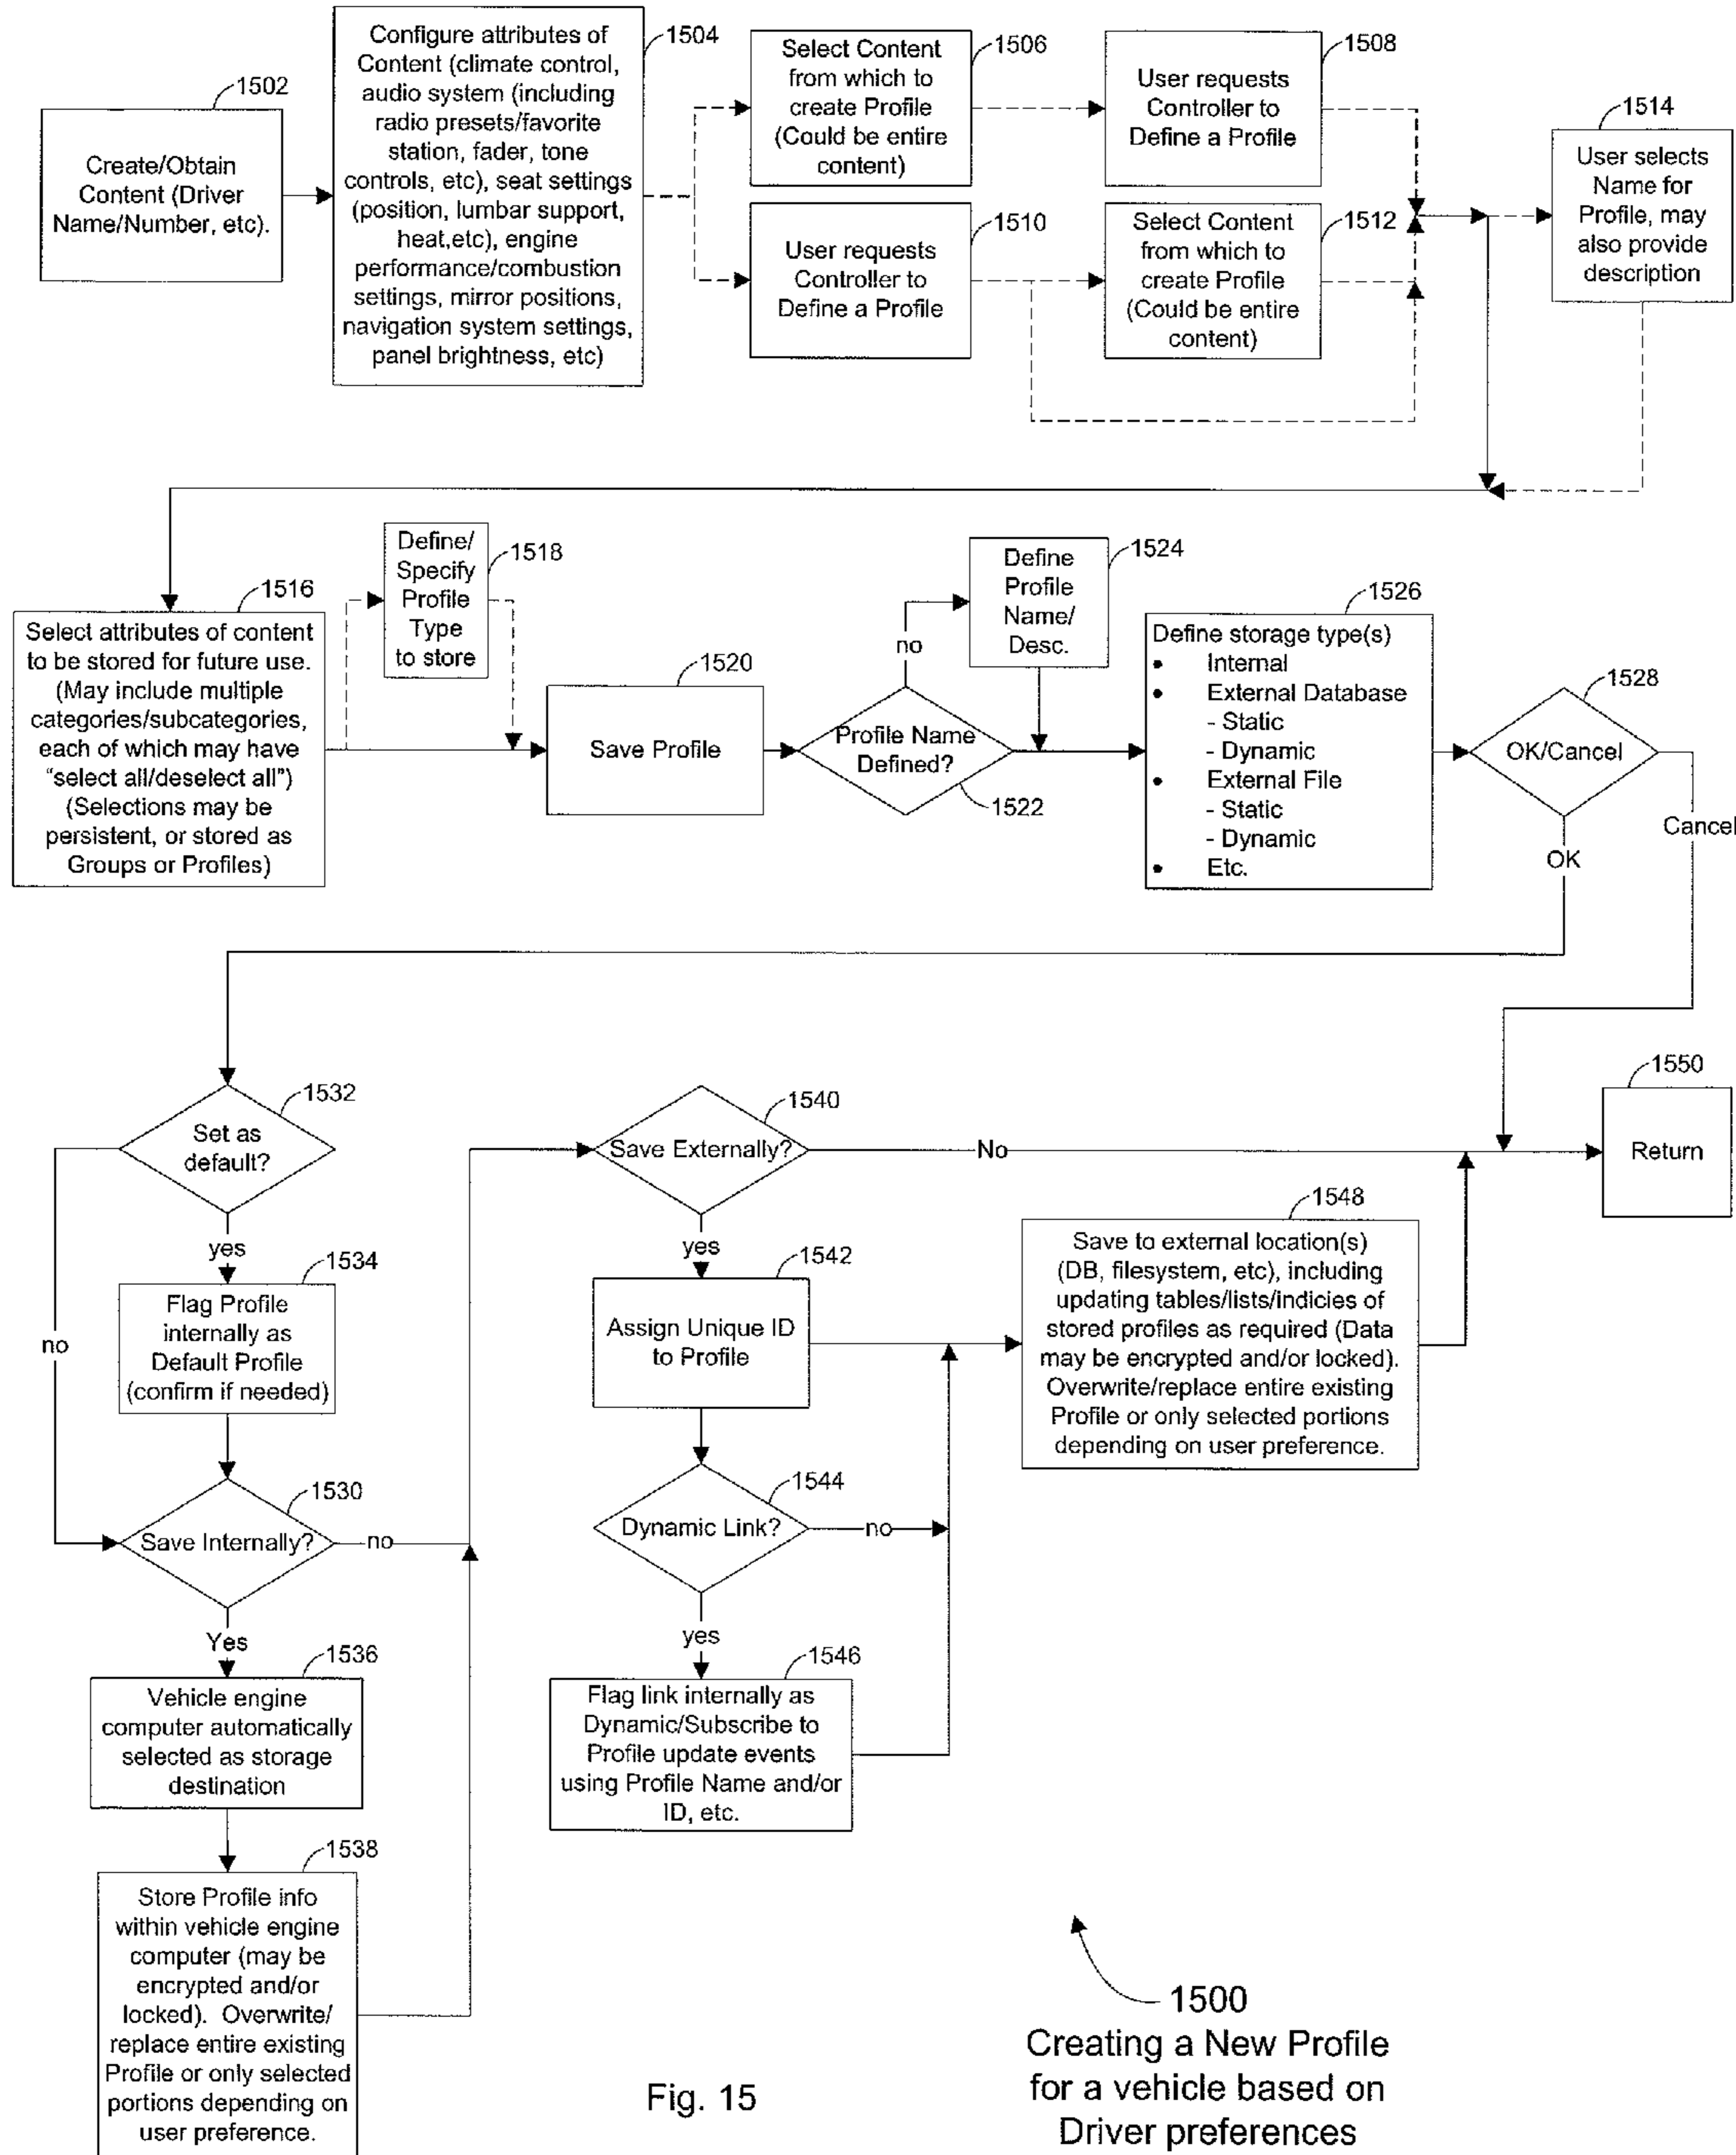 1502
Create/Obtain
Content (Driver
Name/Number, etc).
1504
Configure attributes of
Content (climate control,
audio system (including
radio presets/favorite
station, fader, tone
controls, etc), seat settings
(position, lumbar support,
heat,etc), engine
performance/combustion
settings, mirror positions,
navigation system settings,
panel brightness, etc)
1506
Select Content
from which to
create Profile
(Could be entire
content)
1508
User requests
Controller to
Define a Profile
1510
User requests
Controller to
Define a Profile
1512
Select Content
from which to
create Profile
(Could be entire
content)
1514
User selects
Name for
Profile, may
also provide
description
1516
Select attributes of content
to be stored for future use.
(May include multiple
categories/subcategories,
each of which may have
“select all/deselect all”)
(Selections may be
persistent, or stored as
Groups or Profiles)
1518
Define/
Specify
Profile
Type
to store
1520
Save Profile
1522
Profile Name
Defined?
no
1524
Define
Profile
Name/
Desc.
1526
Define storage type(s)
• Internal
• External Database
- Static
- Dynamic
• External File
- Static
- Dynamic
• Etc.
1528
OK/Cancel
Cancel
OK
1532
Set as
default?
yes
no
1534
Flag Profile
internally as
Default Profile
(confirm if needed)
1530
Save Internally?
no
Yes
1536
Vehicle engine
computer automatically
selected as storage
destination
1538
Store Profile info
within vehicle engine
computer (may be
encrypted and/or
locked). Overwrite/
replace entire existing
Profile or only selected
portions depending on
user preference.
1540
Save Externally?
No
yes
1542
Assign Unique ID
to Profile
1544
Dynamic Link?
no
yes
1546
Flag link internally as
Dynamic/Subscribe to
Profile update events
using Profile Name and/or
ID, etc.
1548
Save to external location(s)
(DB, filesystem, etc), including
updating tables/lists/indicies of
stored profiles as required (Data
may be encrypted and/or locked).
Overwrite/replace entire existing
Profile or only selected portions
depending on user preference.
1550
Return
Fig. 15
1500
Creating a New Profile
for a vehicle based on
Driver preferences